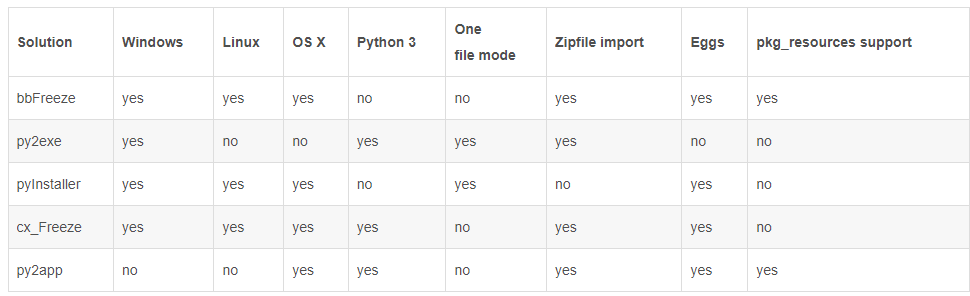 Solution Windows Linux OS X Python 3 One file mode Zipfile import Eggs pkg_resources support
bbFreeze yes yes yes no no yes yes yes
py2exe yes no no yes yes yes no no
pyInstaller yes yes yes no yes no yes no
cx_Freeze yes yes yes yes no yes yes no
py2app no no yes yes no yes yes yes